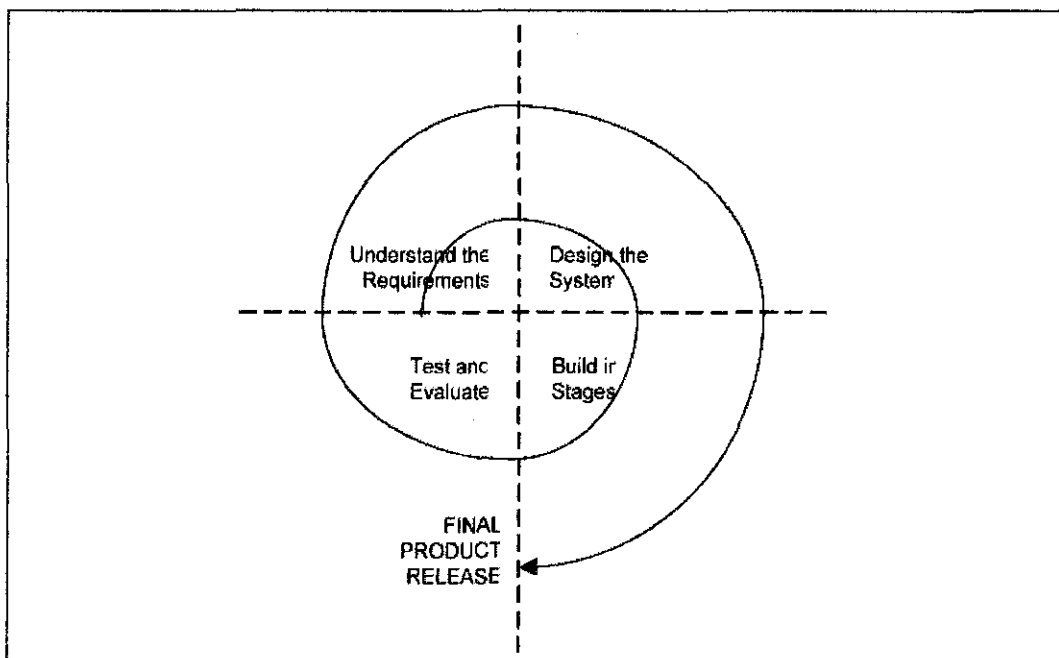 Understand the
Requirements
Design the
System
Test and
Evaluate
Build in
Stages
FINAL
PRODUCT
RELEASE